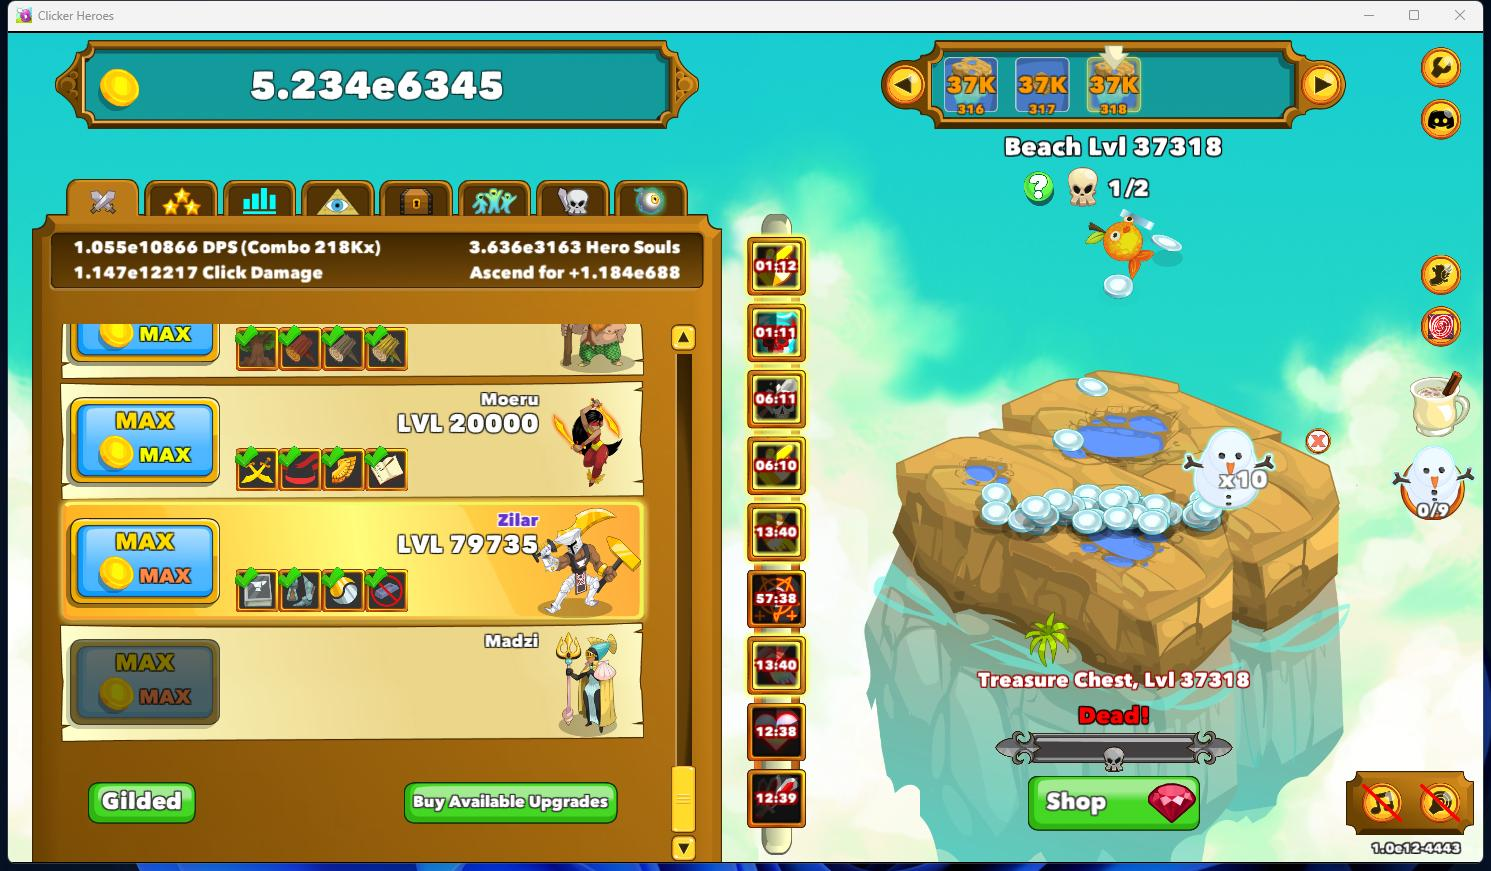 Clicker Heroes
5.234e6345
37K
316
37K
317
37K
318
Beach Lvl 37318
1/2
1.055e10866 DPS (Combo 218Kx)
3.636e3163 Hero Souls
1.147e12217 Click Damage
Ascend for +1.184e688
MAX
Moeru
MAX
LVL 20000
MAX
Zilar
MAX
LVL 79735
MAX
Madzi
MAX
MAX
Gilded
Buy Available Upgrades
01:12
01:11
06:11
06:10
13:40
57:38
13:40
12:38
12:39
x10
0/9
Treasure Chest, Lvl 37318
Dead!
Shop
1.0e12-4443